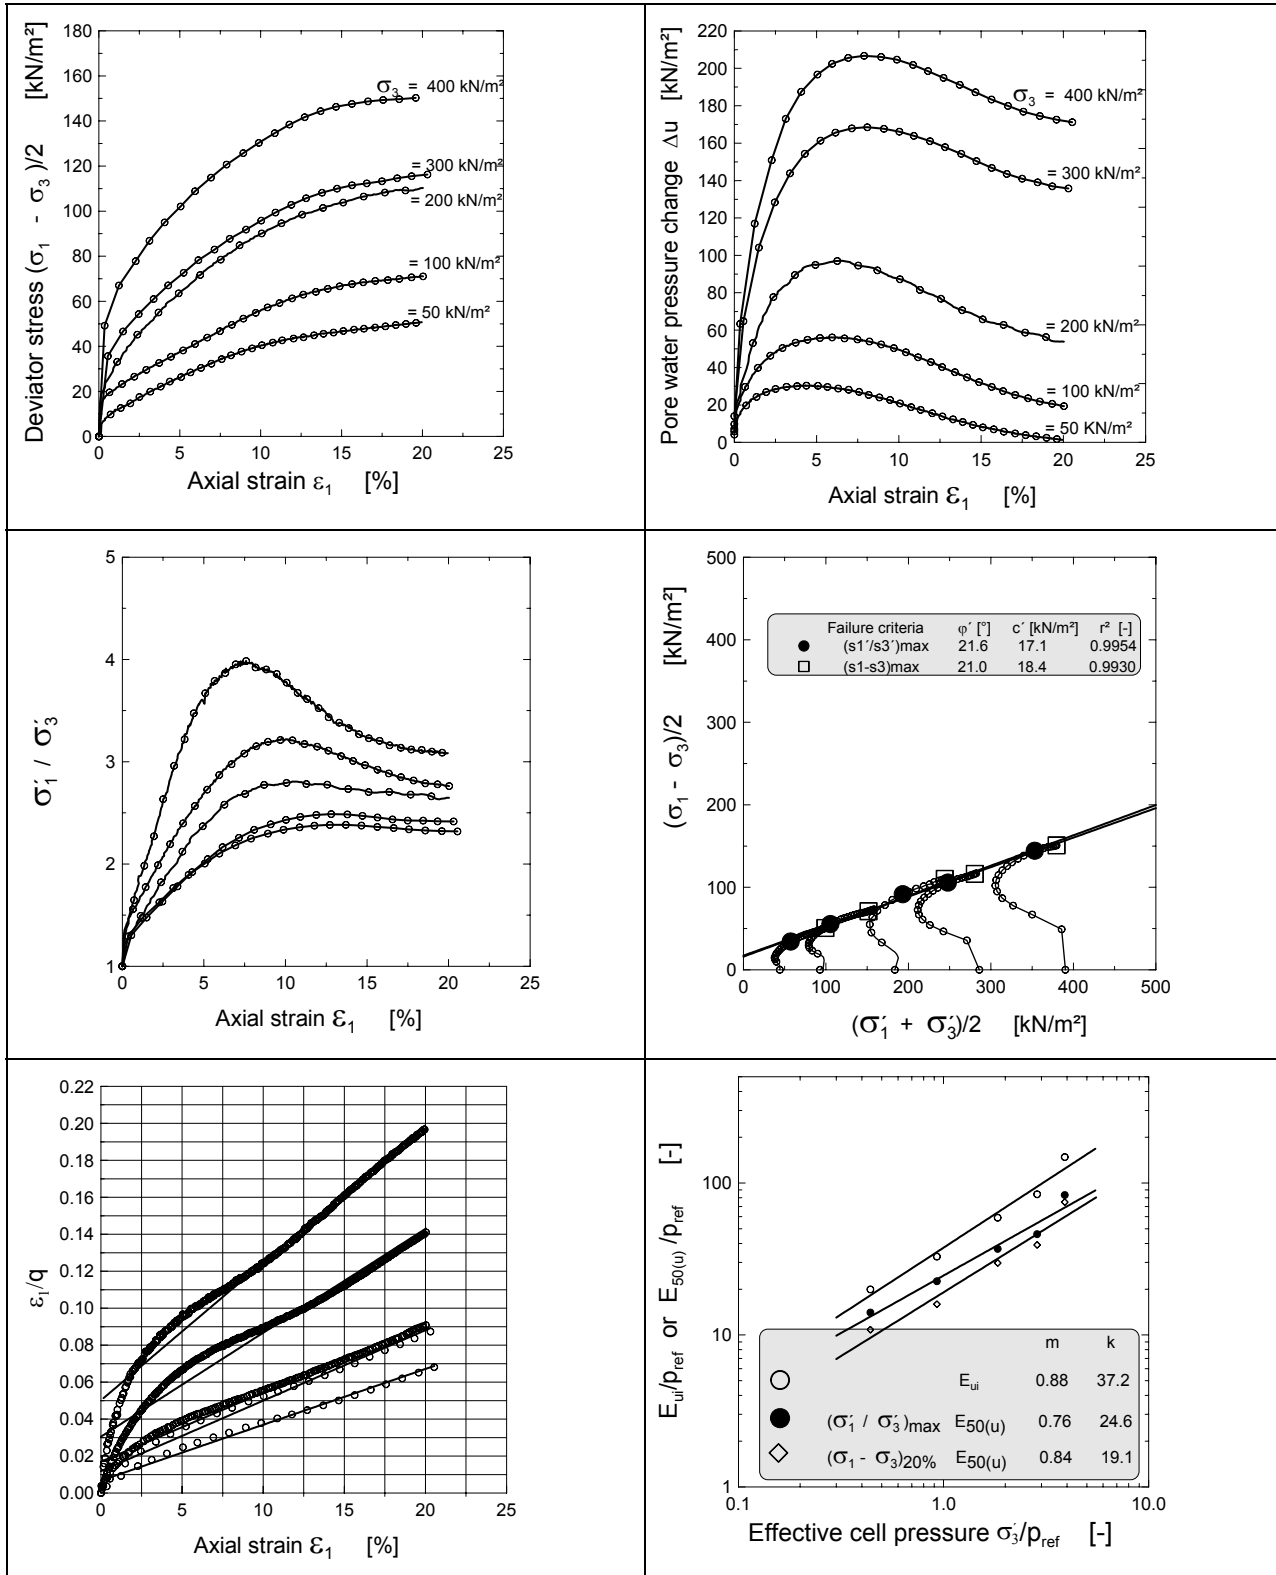 Deviator stress (σ1 - σ3 )/2 [kN/m²]
180
160
140
120
100
80
60
40
20
0
σ3 = 400 kN/m²
= 300 kN/m²
= 200 kN/m²
= 100 kN/m²
= 50 kN/m²
0 5 10 15 20 25
Axial strain ε1 [%]
Pore water pressure change Δu [kN/m²]
220
200
180
160
140
120
100
80
60
40
20
0
σ3 = 400 kN/m²
= 300 kN/m²
= 200 kN/m²
= 100 kN/m²
= 50 KN/m²
0 5 10 15 20 25
Axial strain ε1 [%]
σ´1 / σ´3
5
4
3
2
1
0 5 10 15 20 25
Axial strain ε1 [%]
(σ1 - σ3)/2 [kN/m²]
500
400
300
200
100
0
Failure criteria φ´ [°] c´ [kN/m²] r² [-]
(s1´/s3´)max 21.6 17.1 0.9954
(s1-s3)max 21.0 18.4 0.9930
0 100 200 300 400 500
(σ´1 + σ´3)/2 [kN/m²]
ε1/q
0.22
0.20
0.18
0.16
0.14
0.12
0.10
0.08
0.06
0.04
0.02
0.00
0 5 10 15 20 25
Axial strain ε1 [%]
Eui/pref or E50(u) /pref [-]
100
10
1
m k
Eui 0.88 37.2
(σ´1 / σ´3)max E50(u) 0.76 24.6
(σ1 - σ3)20% E50(u) 0.84 19.1
0.1 1.0 10.0
Effective cell pressure σ´3/pref [-]